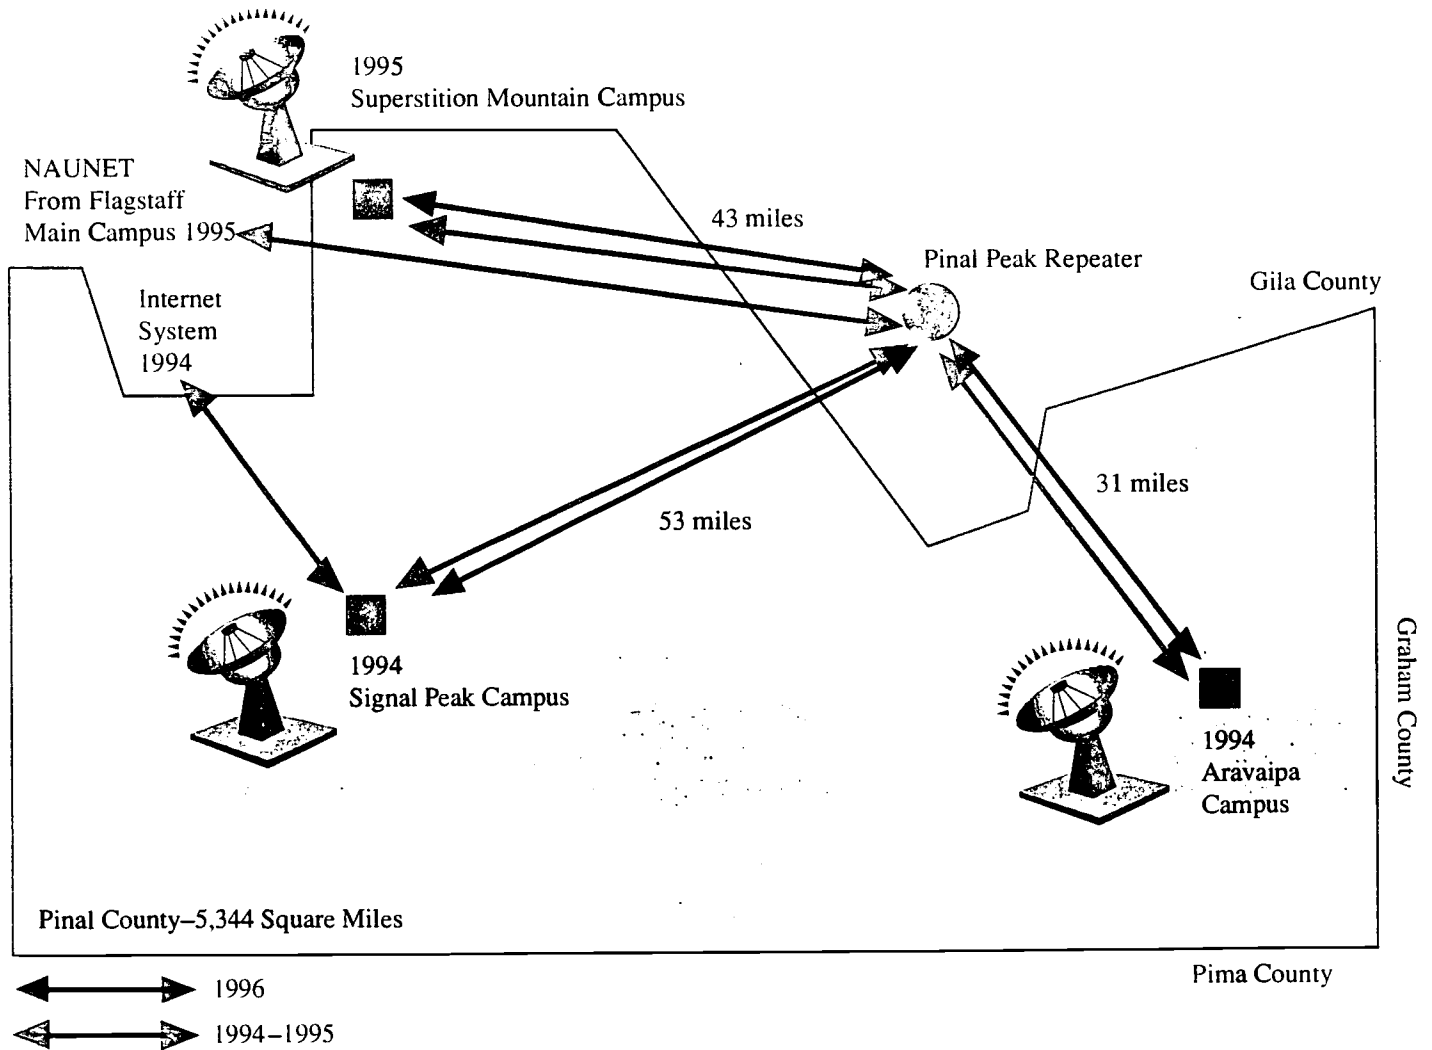 1995
Superstition Mountain Campus
NAUNET
From Flagstaff
Main Campus 1995
43 miles
Pinal Peak Repeater
Gila County
Internet
System
1994
31 miles
53 miles
1994
Signal Peak Campus
Graham County
1994
Aravaipa
Campus
Pinal County–5,344 Square Miles
Pima County
1996
1994–1995